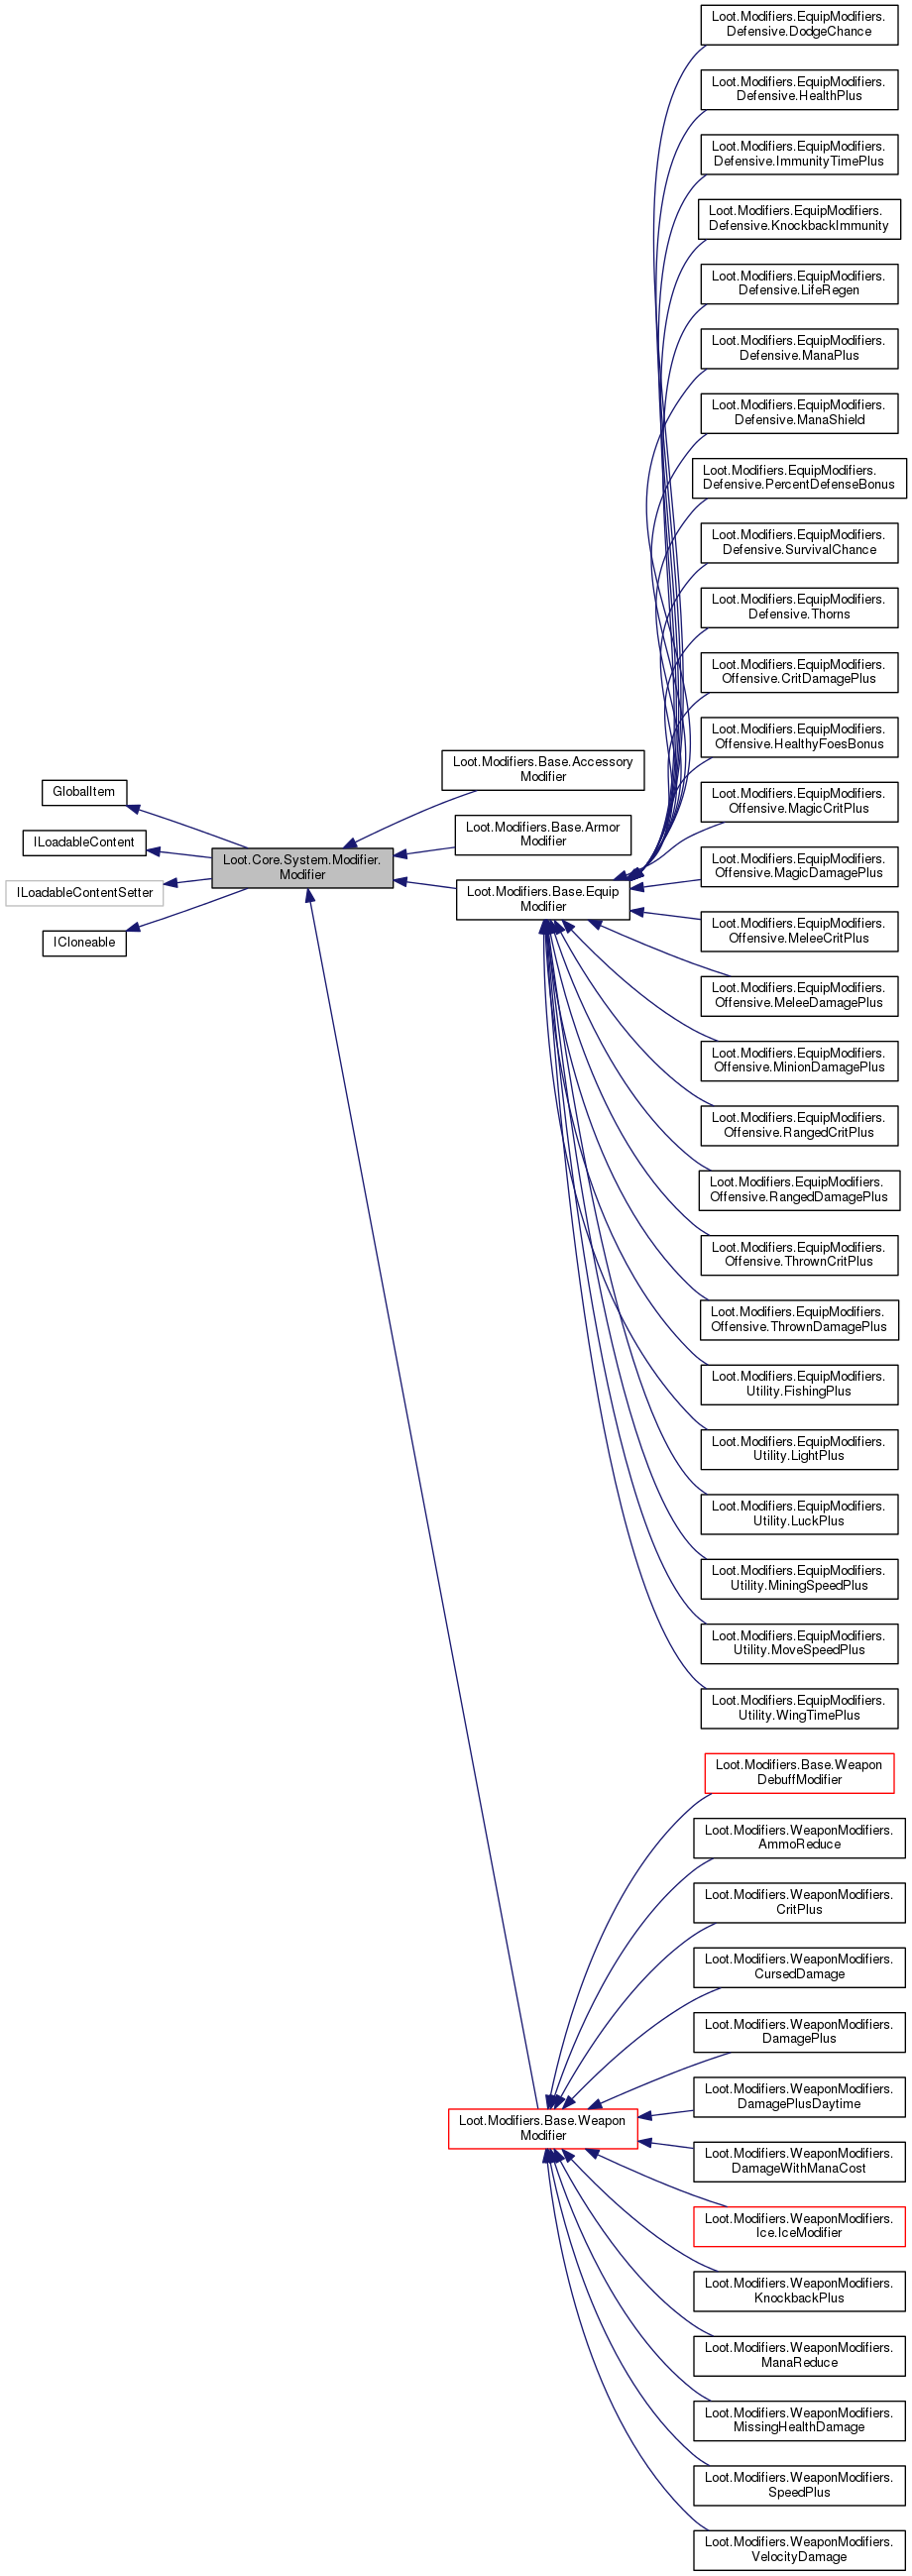 GlobalItem
ILoadableContent
ILoadableContentSetter
ICloneable
Loot.Core.System.Modifier.
Modifier
Loot.Modifiers.Base.Accessory
Modifier
Loot.Modifiers.Base.Armor
Modifier
Loot.Modifiers.Base.Equip
Modifier
Loot.Modifiers.Base.Weapon
Modifier
Loot.Modifiers.EquipModifiers.
Defensive.DodgeChance
Loot.Modifiers.EquipModifiers.
Defensive.HealthPlus
Loot.Modifiers.EquipModifiers.
Defensive.ImmunityTimePlus
Loot.Modifiers.EquipModifiers.
Defensive.KnockbackImmunity
Loot.Modifiers.EquipModifiers.
Defensive.LifeRegen
Loot.Modifiers.EquipModifiers.
Defensive.ManaPlus
Loot.Modifiers.EquipModifiers.
Defensive.ManaShield
Loot.Modifiers.EquipModifiers.
Defensive.PercentDefenseBonus
Loot.Modifiers.EquipModifiers.
Defensive.SurvivalChance
Loot.Modifiers.EquipModifiers.
Defensive.Thorns
Loot.Modifiers.EquipModifiers.
Offensive.CritDamagePlus
Loot.Modifiers.EquipModifiers.
Offensive.HealthyFoesBonus
Loot.Modifiers.EquipModifiers.
Offensive.MagicCritPlus
Loot.Modifiers.EquipModifiers.
Offensive.MagicDamagePlus
Loot.Modifiers.EquipModifiers.
Offensive.MeleeCritPlus
Loot.Modifiers.EquipModifiers.
Offensive.MeleeDamagePlus
Loot.Modifiers.EquipModifiers.
Offensive.MinionDamagePlus
Loot.Modifiers.EquipModifiers.
Offensive.RangedCritPlus
Loot.Modifiers.EquipModifiers.
Offensive.RangedDamagePlus
Loot.Modifiers.EquipModifiers.
Offensive.ThrownCritPlus
Loot.Modifiers.EquipModifiers.
Offensive.ThrownDamagePlus
Loot.Modifiers.EquipModifiers.
Utility.FishingPlus
Loot.Modifiers.EquipModifiers.
Utility.LightPlus
Loot.Modifiers.EquipModifiers.
Utility.LuckPlus
Loot.Modifiers.EquipModifiers.
Utility.MiningSpeedPlus
Loot.Modifiers.EquipModifiers.
Utility.MoveSpeedPlus
Loot.Modifiers.EquipModifiers.
Utility.WingTimePlus
Loot.Modifiers.Base.Weapon
DebuffModifier
Loot.Modifiers.WeaponModifiers.
AmmoReduce
Loot.Modifiers.WeaponModifiers.
CritPlus
Loot.Modifiers.WeaponModifiers.
CursedDamage
Loot.Modifiers.WeaponModifiers.
DamagePlus
Loot.Modifiers.WeaponModifiers.
DamagePlusDaytime
Loot.Modifiers.WeaponModifiers.
DamageWithManaCost
Loot.Modifiers.WeaponModifiers.
Ice.IceModifier
Loot.Modifiers.WeaponModifiers.
KnockbackPlus
Loot.Modifiers.WeaponModifiers.
ManaReduce
Loot.Modifiers.WeaponModifiers.
MissingHealthDamage
Loot.Modifiers.WeaponModifiers.
SpeedPlus
Loot.Modifiers.WeaponModifiers.
VelocityDamage